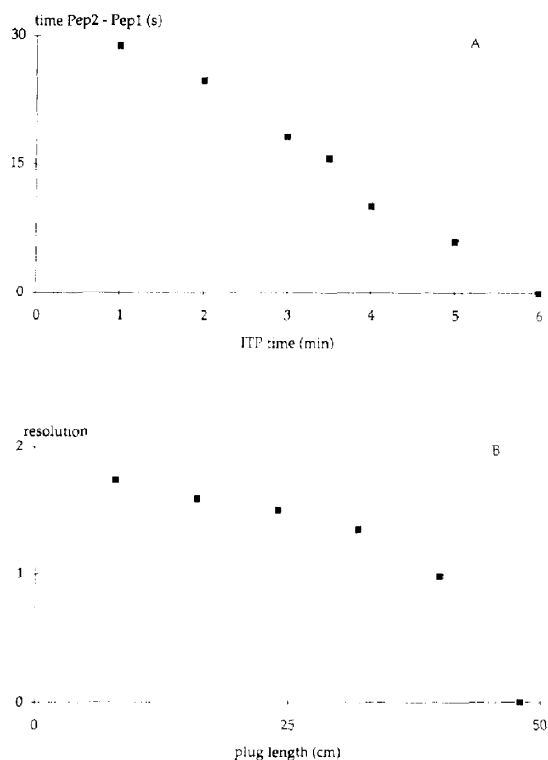 time Pep2 - Pep1 (s)
A
30
15
0
0 1 2 3 4 5 6
ITP time (min)
resolution
B
2
1
0
0 25 50
plug length (cm)